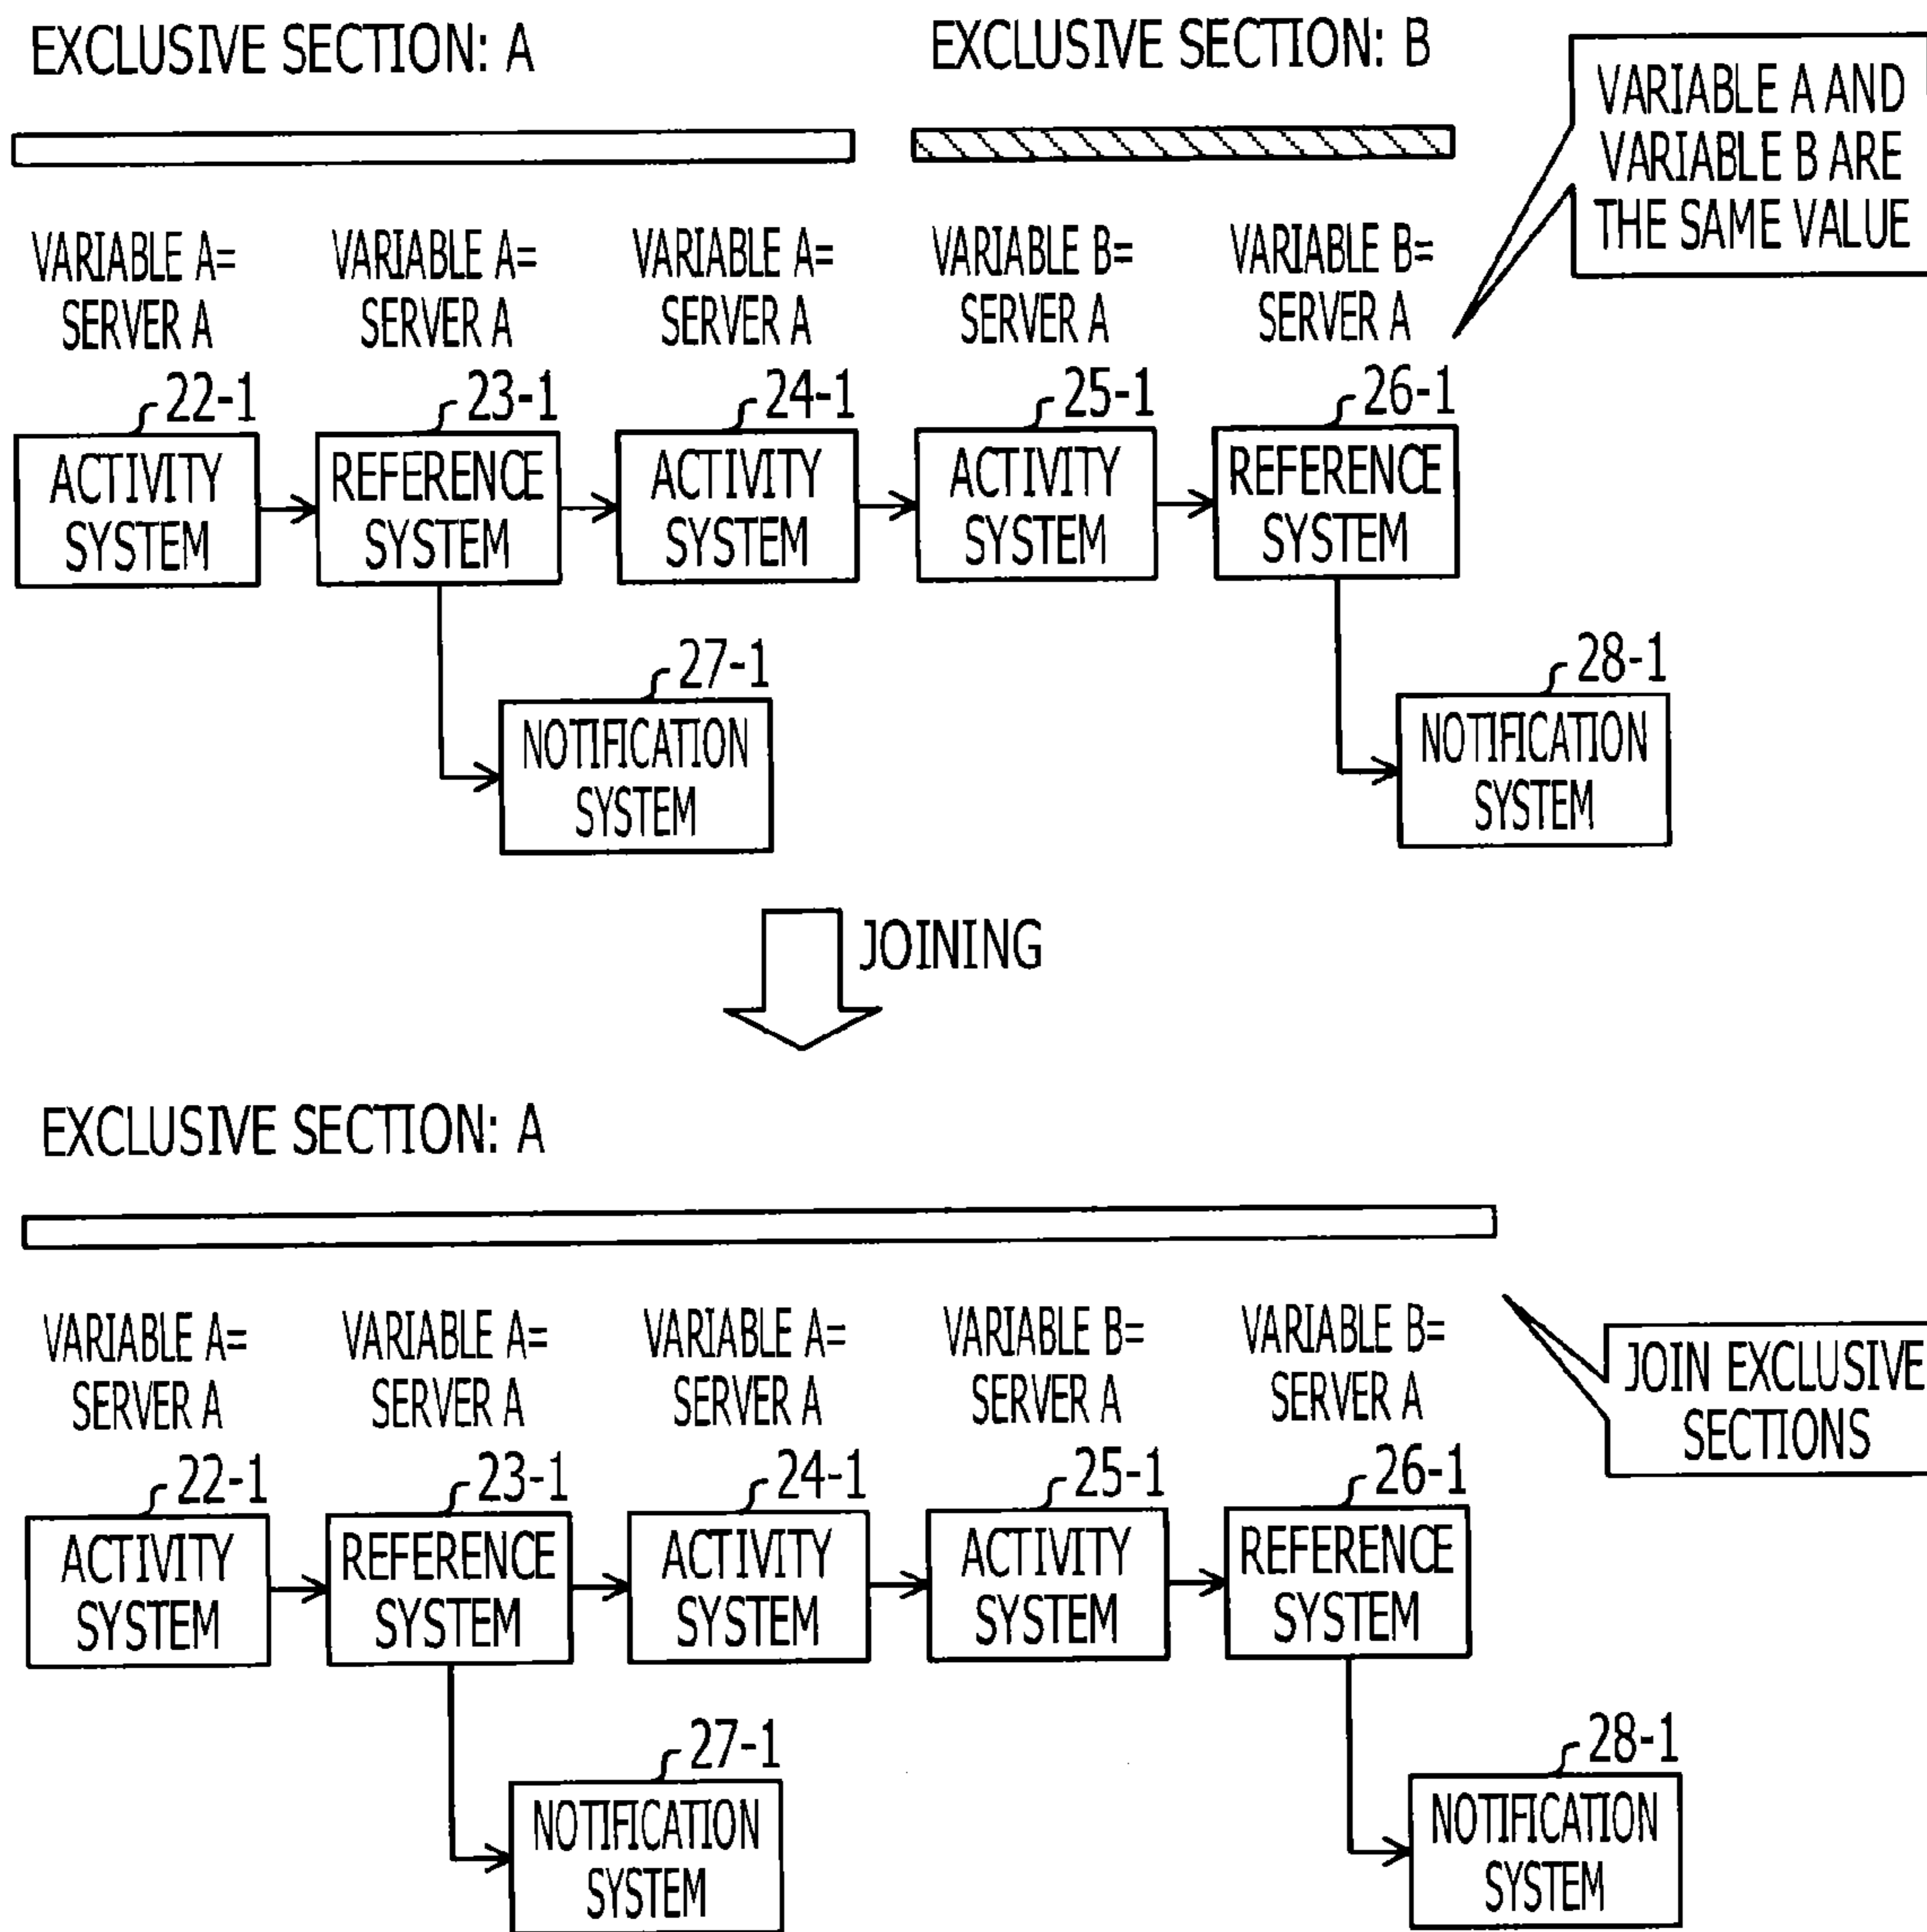 EXCLUSIVE SECTION: A
EXCLUSIVE SECTION: B
VARIABLE A AND
VARIABLE B ARE
THE SAME VALUE
VARIABLE A=
SERVER A
VARIABLE A=
SERVER A
VARIABLE A=
SERVER A
VARIABLE B=
SERVER A
VARIABLE B=
SERVER A
22-1
23-1
24-1
25-1
26-1
ACTIVITY
SYSTEM
REFERENCE
SYSTEM
ACTIVITY
SYSTEM
ACTIVITY
SYSTEM
REFERENCE
SYSTEM
27-1
NOTIFICATION
SYSTEM
28-1
NOTIFICATION
SYSTEM
JOINING
EXCLUSIVE SECTION: A
VARIABLE A=
SERVER A
VARIABLE A=
SERVER A
VARIABLE A=
SERVER A
VARIABLE B=
SERVER A
VARIABLE B=
SERVER A
JOIN EXCLUSIVE
SECTIONS
22-1
23-1
24-1
25-1
26-1
ACTIVITY
SYSTEM
REFERENCE
SYSTEM
ACTIVITY
SYSTEM
ACTIVITY
SYSTEM
REFERENCE
SYSTEM
27-1
NOTIFICATION
SYSTEM
28-1
NOTIFICATION
SYSTEM